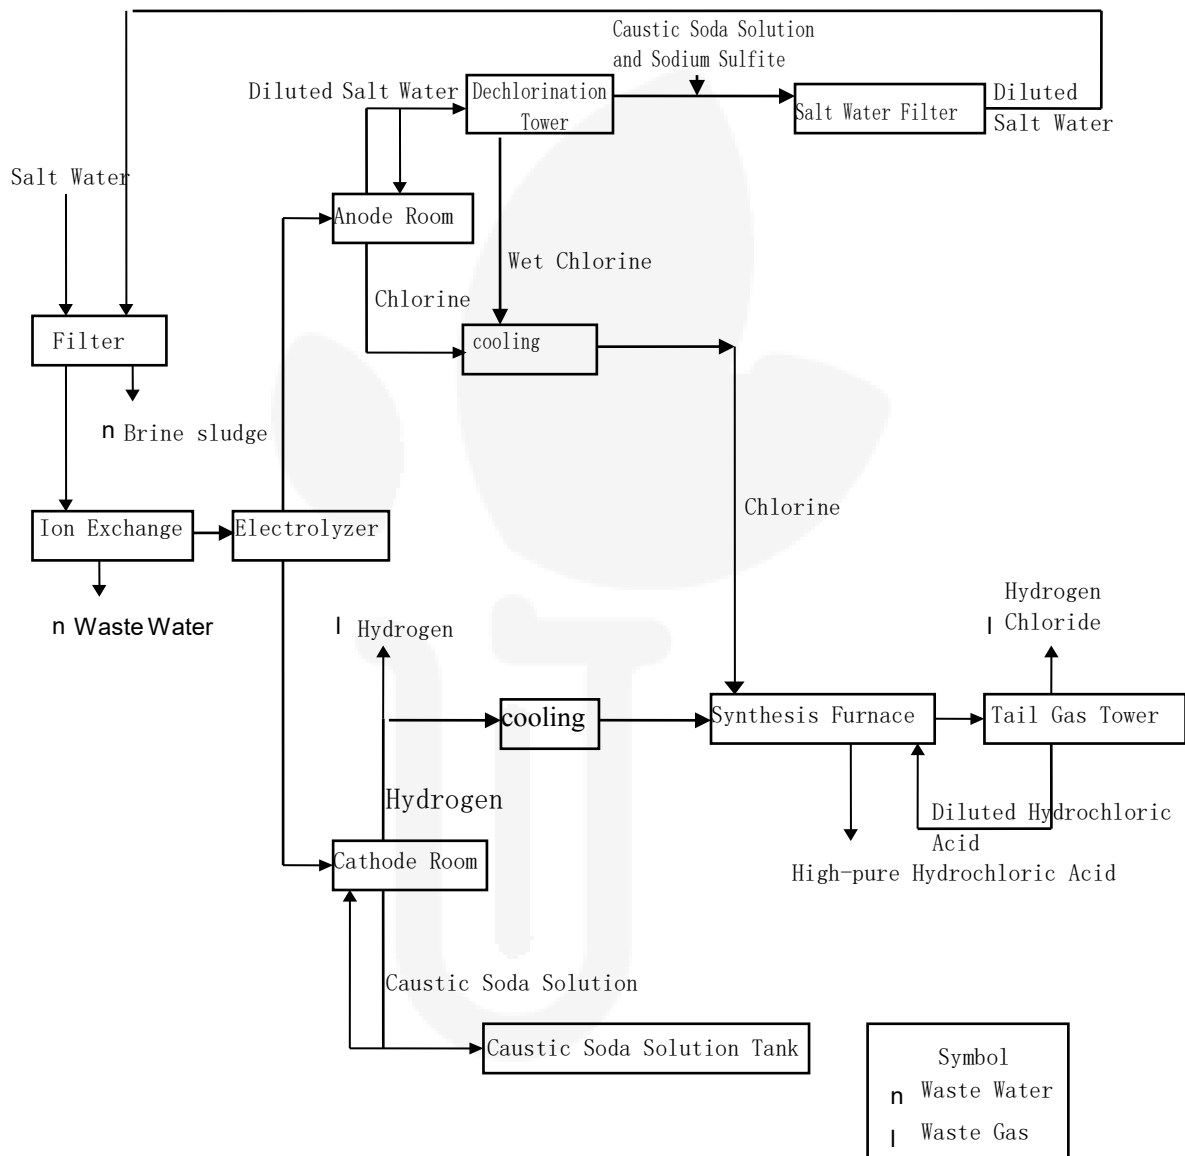 Caustic Soda Solution
and Sodium Sulfite
Diluted Salt Water
Dechlorination
Tower
Salt Water Filter
Diluted
Salt Water
Salt Water
Anode Room
Wet Chlorine
Chlorine
Filter
cooling
n Brine sludge
Chlorine
Ion Exchange
Electrolyzer
n Waste Water
l Hydrogen
Hydrogen
l Chloride
cooling
Synthesis Furnace
Tail Gas Tower
Hydrogen
Diluted Hydrochloric
Acid
Cathode Room
High-pure Hydrochloric Acid
Caustic Soda Solution
Caustic Soda Solution Tank
Symbol
n Waste Water
l Waste Gas